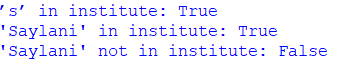 ’s’ in institute: True
'Saylani' in institute: True
'Saylani' not in institute: False